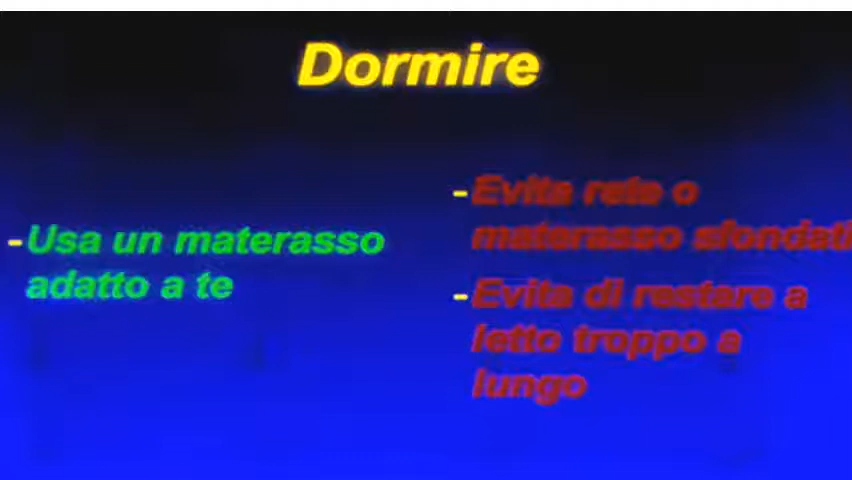 Dormire
-Usa un materasso
adatto a te
-Evita rete o
materasso sfondati
-Evita di restare a
letto troppo a
lungo